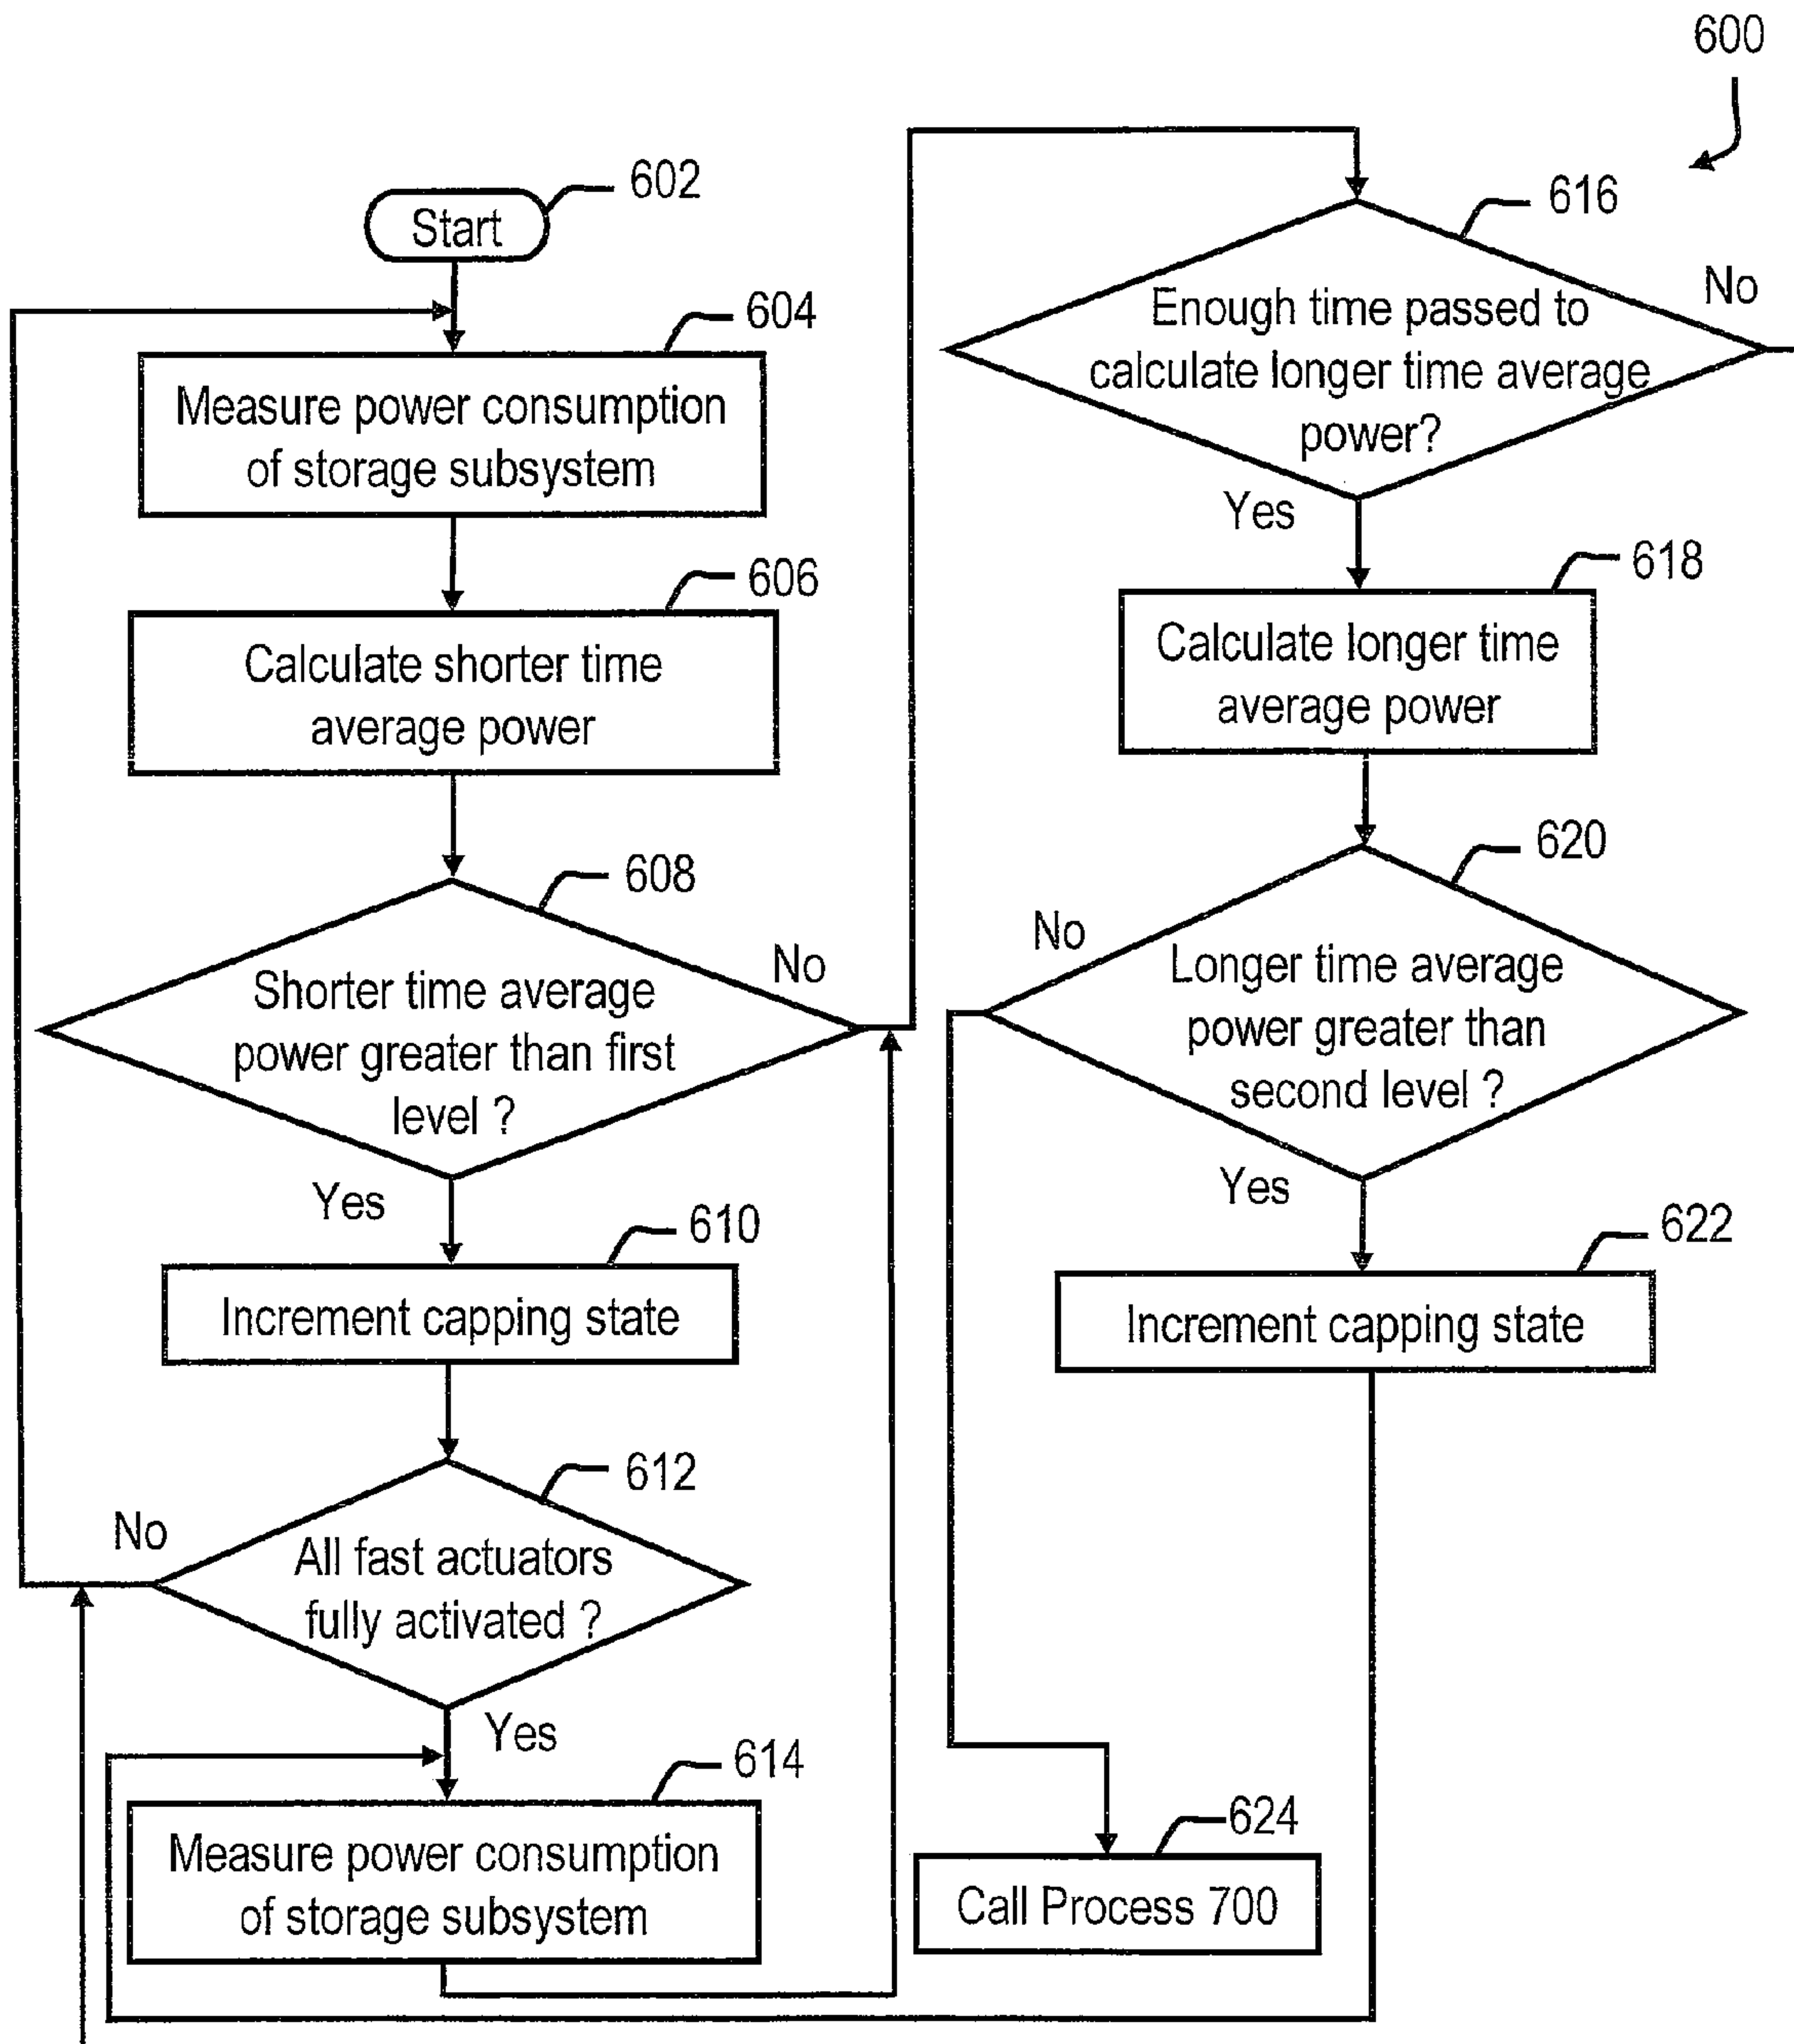 600
602
Start
604
Measure power consumption
of storage subsystem
606
Calculate shorter time
average power
608
No
Shorter time average
power greater than first
level ?
Yes
610
Increment capping state
612
No
All fast actuators
fully activated ?
Yes
614
Measure power consumption
of storage subsystem
616
No
Enough time passed to
calculate longer time average
power?
Yes
618
Calculate longer time
average power
620
No
Longer time average
power greater than
second level ?
Yes
622
Increment capping state
624
Call Process 700